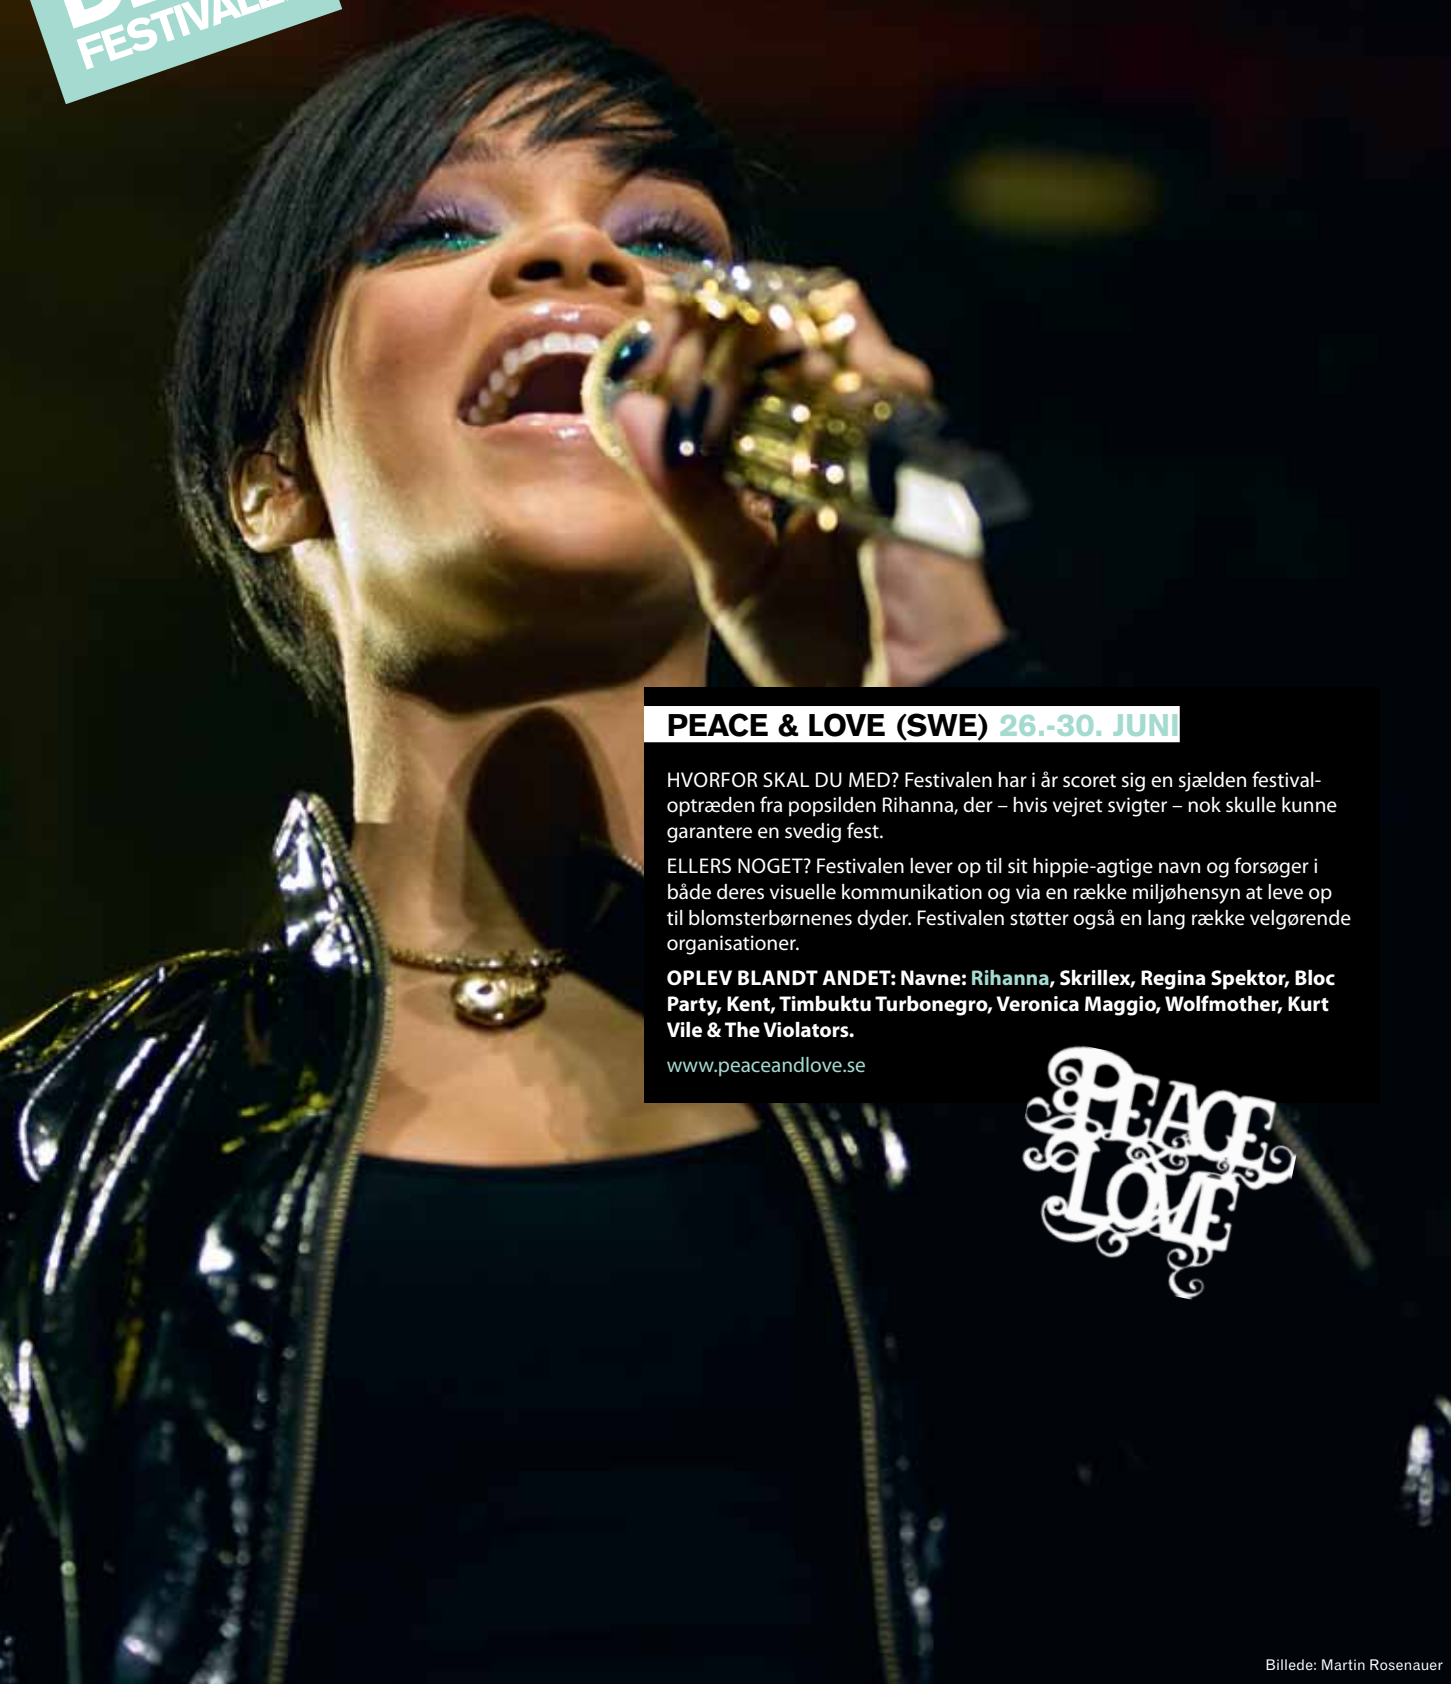 FESTIVALE
PEACE & LOVE (SWE) 26.-30. JUNI
HVORFOR SKAL DU MED? Festivalen har i år scoret sig en sjælden festival-
optræden fra popsilden Rihanna, der – hvis vejret svigter – nok skulle kunne
garantere en svedig fest.
ELLERS NOGET? Festivalen lever op til sit hippie-agtige navn og forsøger i
både deres visuelle kommunikation og via en række miljøhensyn at leve op
til blomsterbørnenes dyder. Festivalen støtter også en lang række velgørende
organisationer.
OPLEV BLANDT ANDET: Navne: Rihanna, Skrillex, Regina Spektor, Bloc
Party, Kent, Timbuktu Turbonegro, Veronica Maggio, Wolfmother, Kurt
Vile & The Violators.
www.peaceandlove.se
PEACE
&
LOVE
Billede: Martin Rosenauer